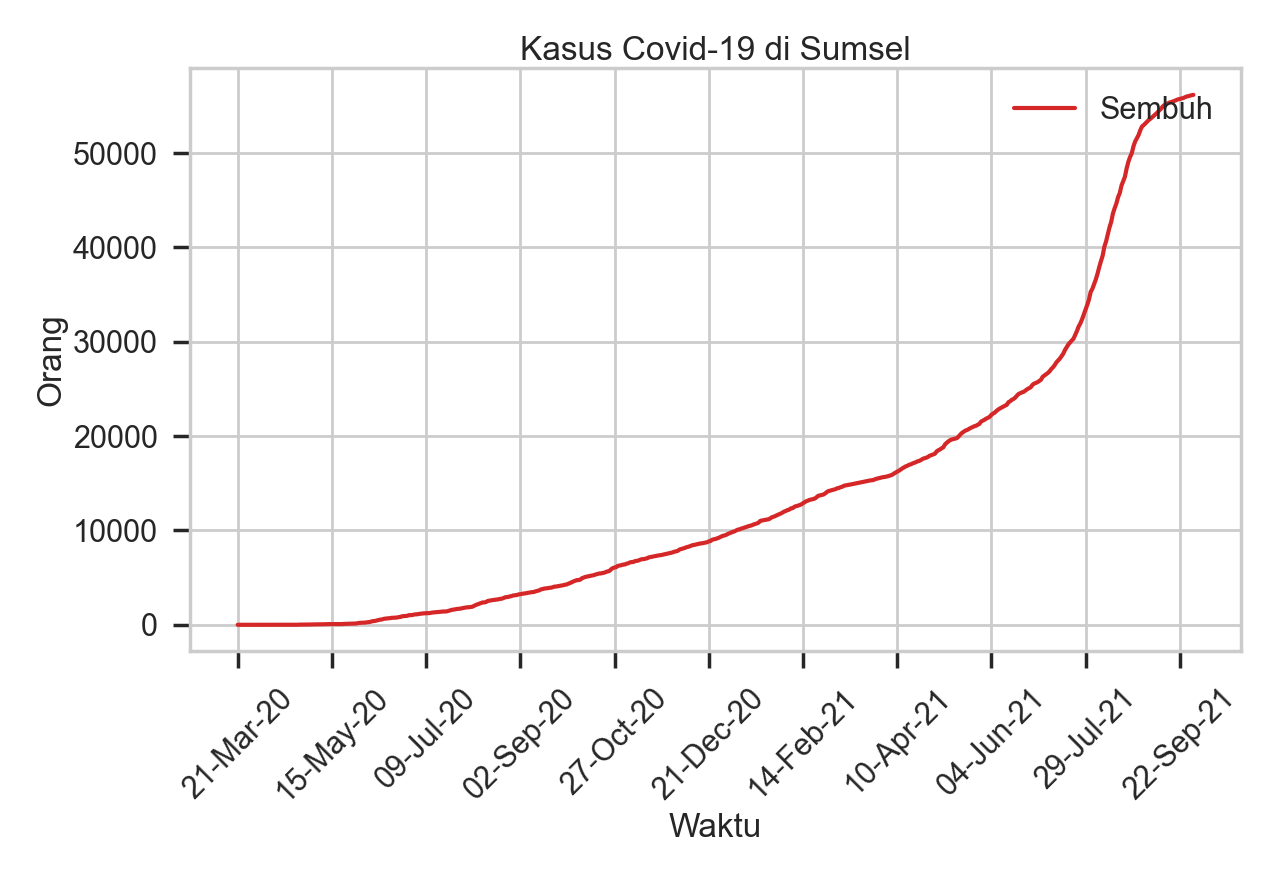 Kasus Covid-19 di Sumsel
Sembuh
Orang
50000
40000
30000
20000
10000
0
21-Mar-20
15-May-20
09-Jul-20
02-Sep-20
27-Oct-20
21-Dec-20
14-Feb-21
10-Apr-21
04-Jun-21
29-Jul-21
22-Sep-21
Waktu